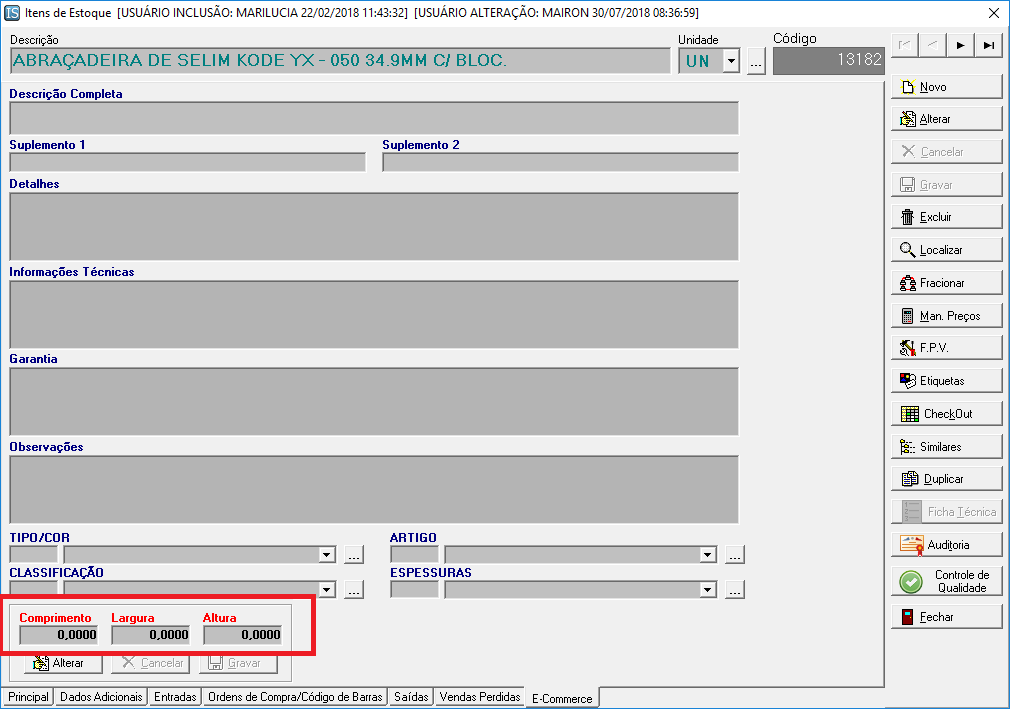 IS Itens de Estoque [USUÁRIO INCLUSÃO: MARILUCIA 22/02/2018 11:43:32] [USUÁRIO ALTERAÇÃO: MAIRON 30/07/2018 08:36:59]
Descrição Unidade Código
ABRAÇADEIRA DE SELIM KODE YX - 050 34.9MM C/ BLOC. UN ... 13182
Descrição Completa
Suplemento 1 Suplemento 2
Detalhes
Informações Técnicas
Garantia
Observações
TIPO/COR ARTIGO
... ...
CLASSIFICAÇÃO ESPESSURAS
... ...
Comprimento Largura Altura
0,0000 0,0000 0,0000
Alterar Cancelar Gravar
Principal Dados Adicionais Entradas Ordens de Compra/Código de Barras Saídas Vendas Perdidas E-Commerce
Novo
Alterar
Cancelar
Gravar
Excluir
Localizar
Fracionar
Man. Preços
F.P.V.
Etiquetas
CheckOut
Similares
Duplicar
Ficha Técnica
Auditoria
Controle de
Qualidade
Fechar